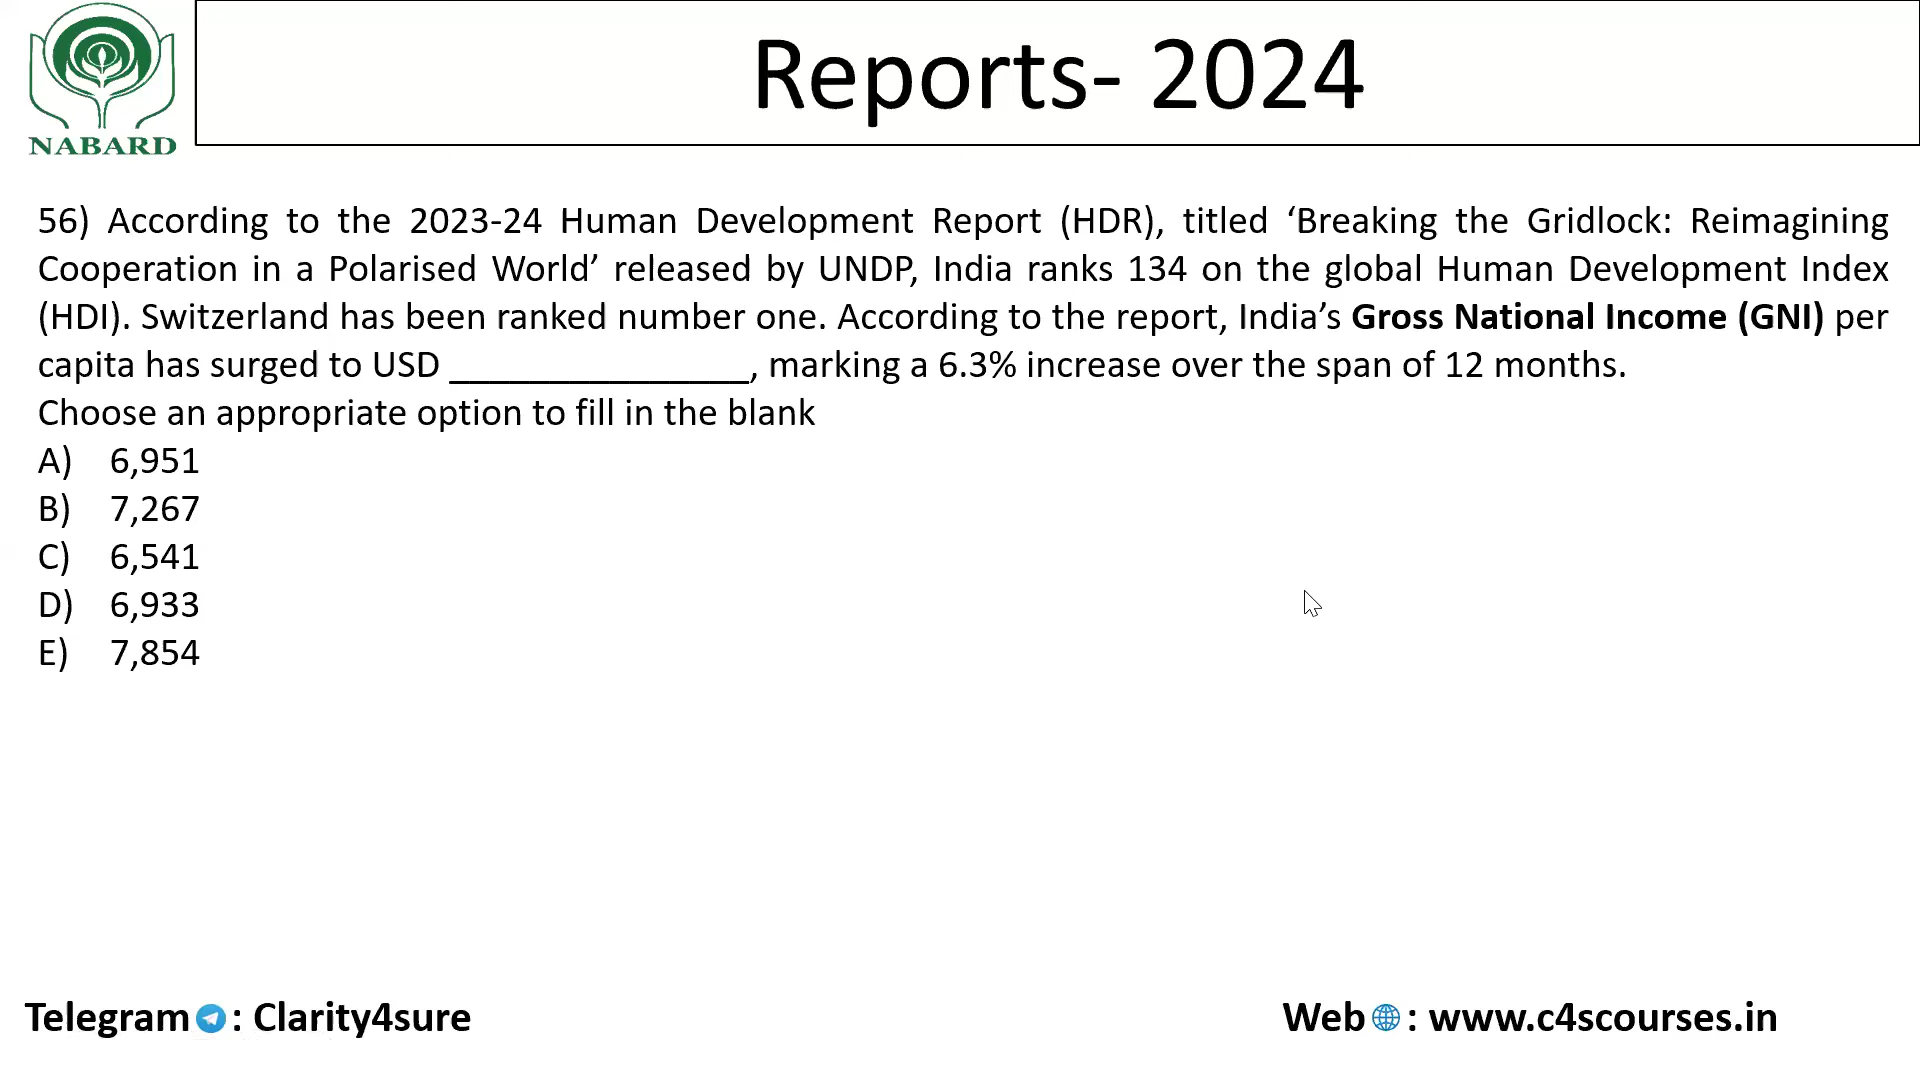 Reports- 2024
NABARD
56) According to the 2023-24 Human Development Report (HDR), titled ‘Breaking the Gridlock: Reimagining
Cooperation in a Polarised World’ released by UNDP, India ranks 134 on the global Human Development Index
(HDI). Switzerland has been ranked number one. According to the report, India’s Gross National Income (GNI) per
capita has surged to USD _______________, marking a 6.3% increase over the span of 12 months.
Choose an appropriate option to fill in the blank
A) 6,951
B) 7,267
C) 6,541
D) 6,933
E) 7,854
Telegram: Clarity4sure
Web: www.c4scourses.in